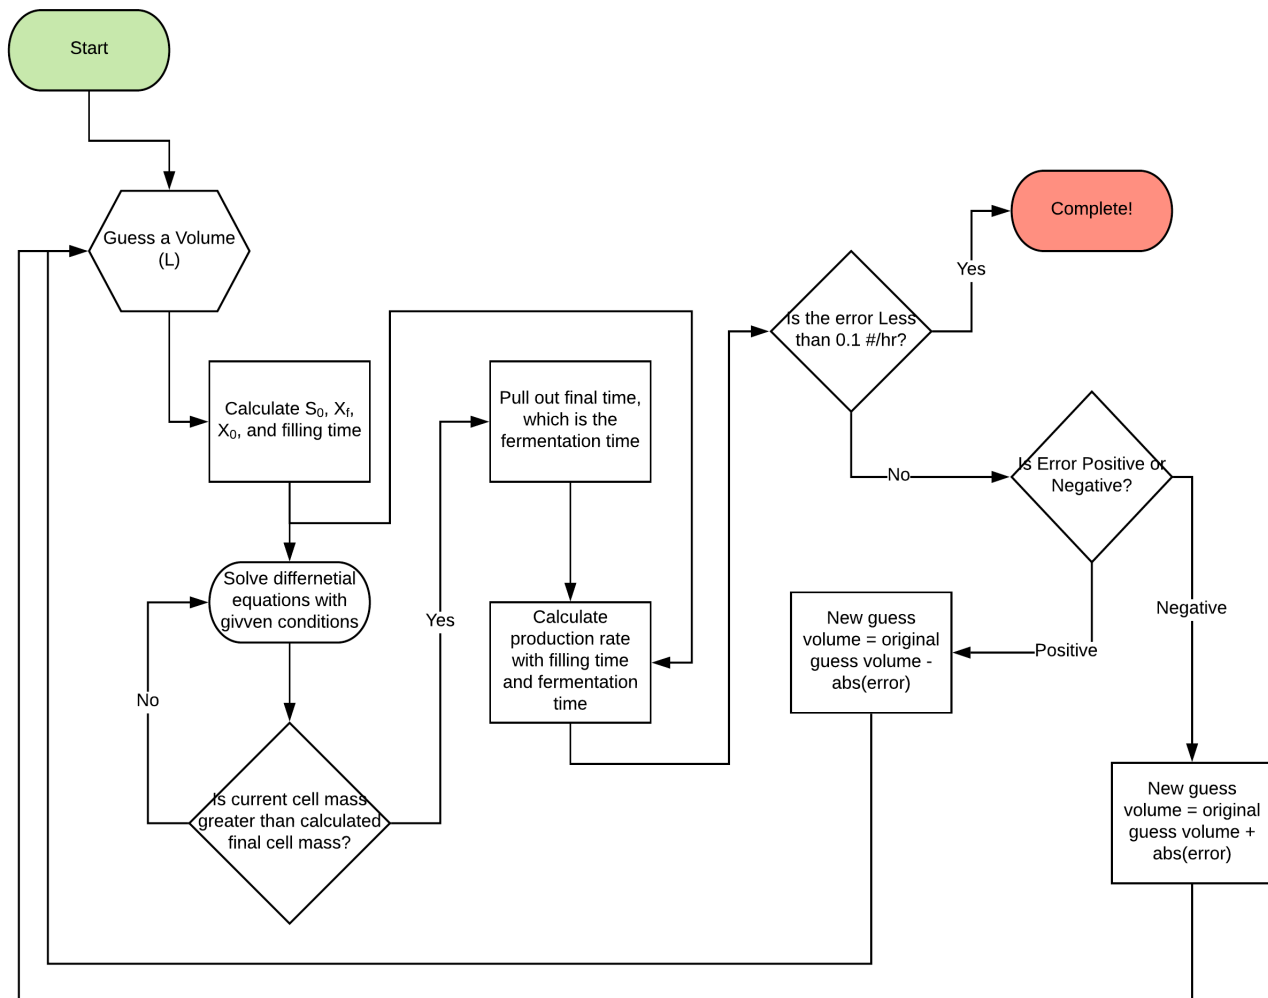 Start
Guess a Volume
(L)
Calculate S₀, X_f,
X₀, and filling time
Solve differnetial
equations with
givven conditions
No
Is current cell mass
greater than calculated
final cell mass?
Yes
Pull out final time,
which is the
fermentation time
Calculate
production rate
with filling time
and fermentation
time
Is the error Less
than 0.1 #/hr?
Yes
Complete!
No
Is Error Positive or
Negative?
Positive
New guess
volume = original
guess volume -
abs(error)
Negative
New guess
volume = original
guess volume +
abs(error)